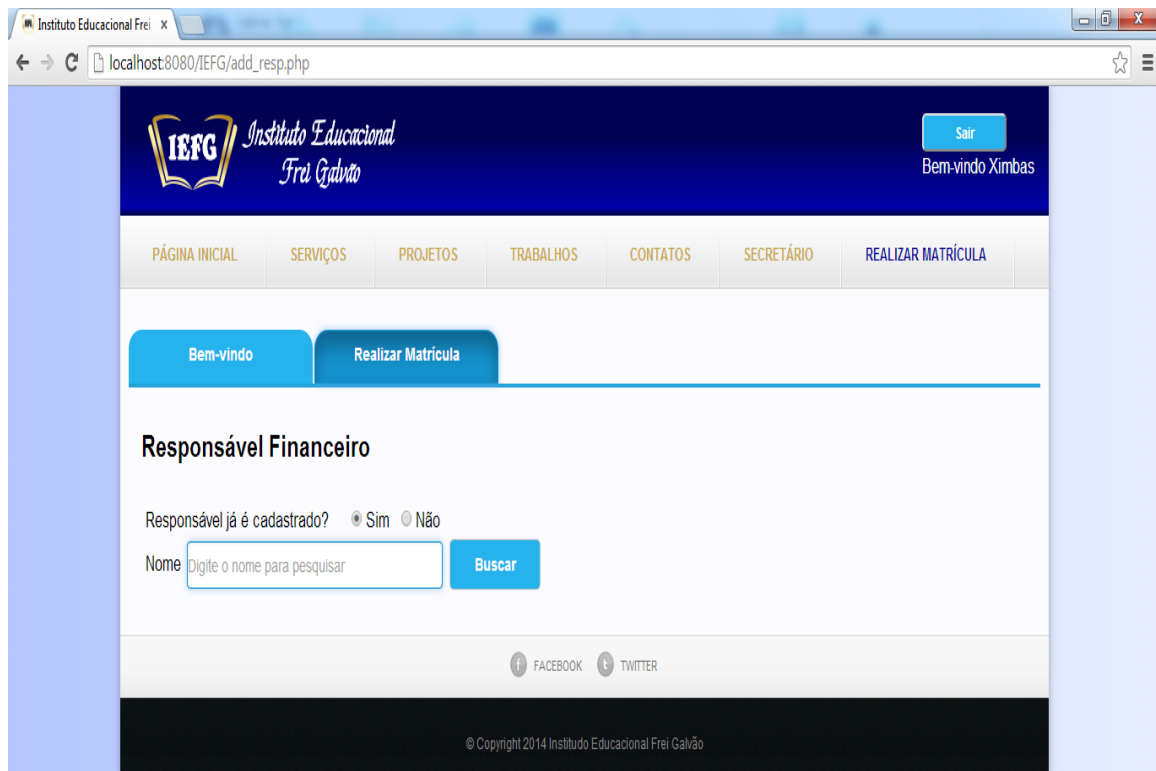 Instituto Educacional Frei
localhost:8080/IEFG/add_resp.php
IEFG
Instituto Educacional
Frei Galvão
Sair
Bem-vindo Ximbas
PÁGINA INICIAL SERVIÇOS PROJETOS TRABALHOS CONTATOS SECRETÁRIO REALIZAR MATRÍCULA
Bem-vindo Realizar Matrícula
Responsável Financeiro
Responsável já é cadastrado? Sim Não
Nome Digite o nome para pesquisar Buscar
f FACEBOOK t TWITTER
© Copyright 2014 Institudo Educacional Frei Galvão